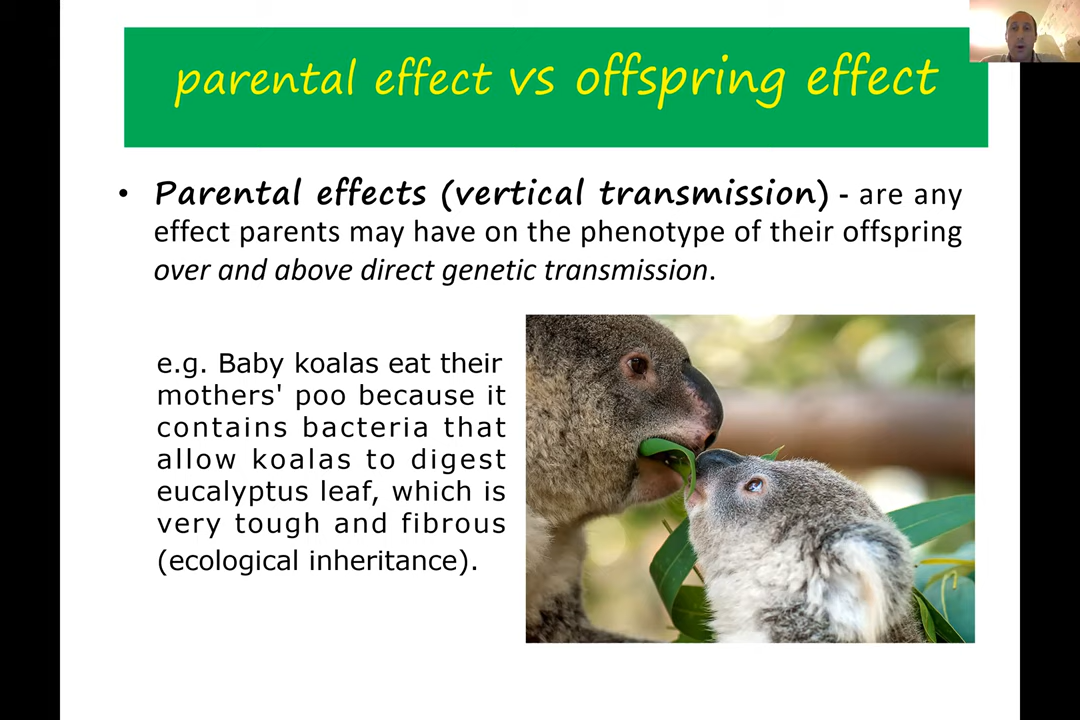 parental effect vs offspring effect
• Parental effects (vertical transmission) - are any
effect parents may have on the phenotype of their offspring
over and above direct genetic transmission.
e.g. Baby koalas eat their
mothers' poo because it
contains bacteria that
allow koalas to digest
eucalyptus leaf, which is
very tough and fibrous
(ecological inheritance).